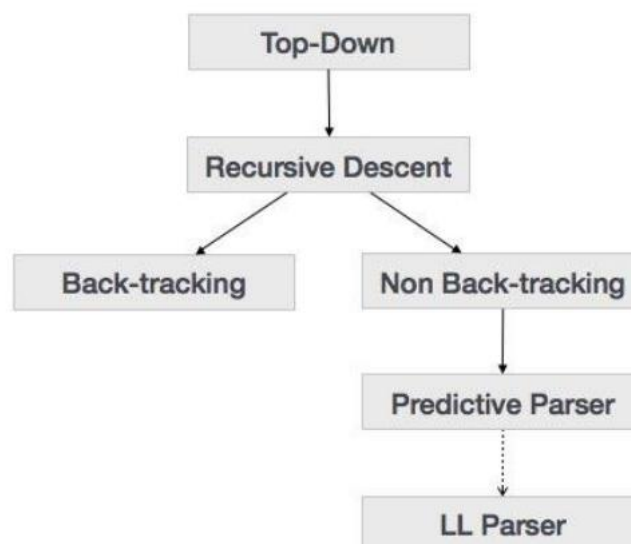 Top-Down
Recursive Descent
Back-tracking
Non Back-tracking
Predictive Parser
LL Parser